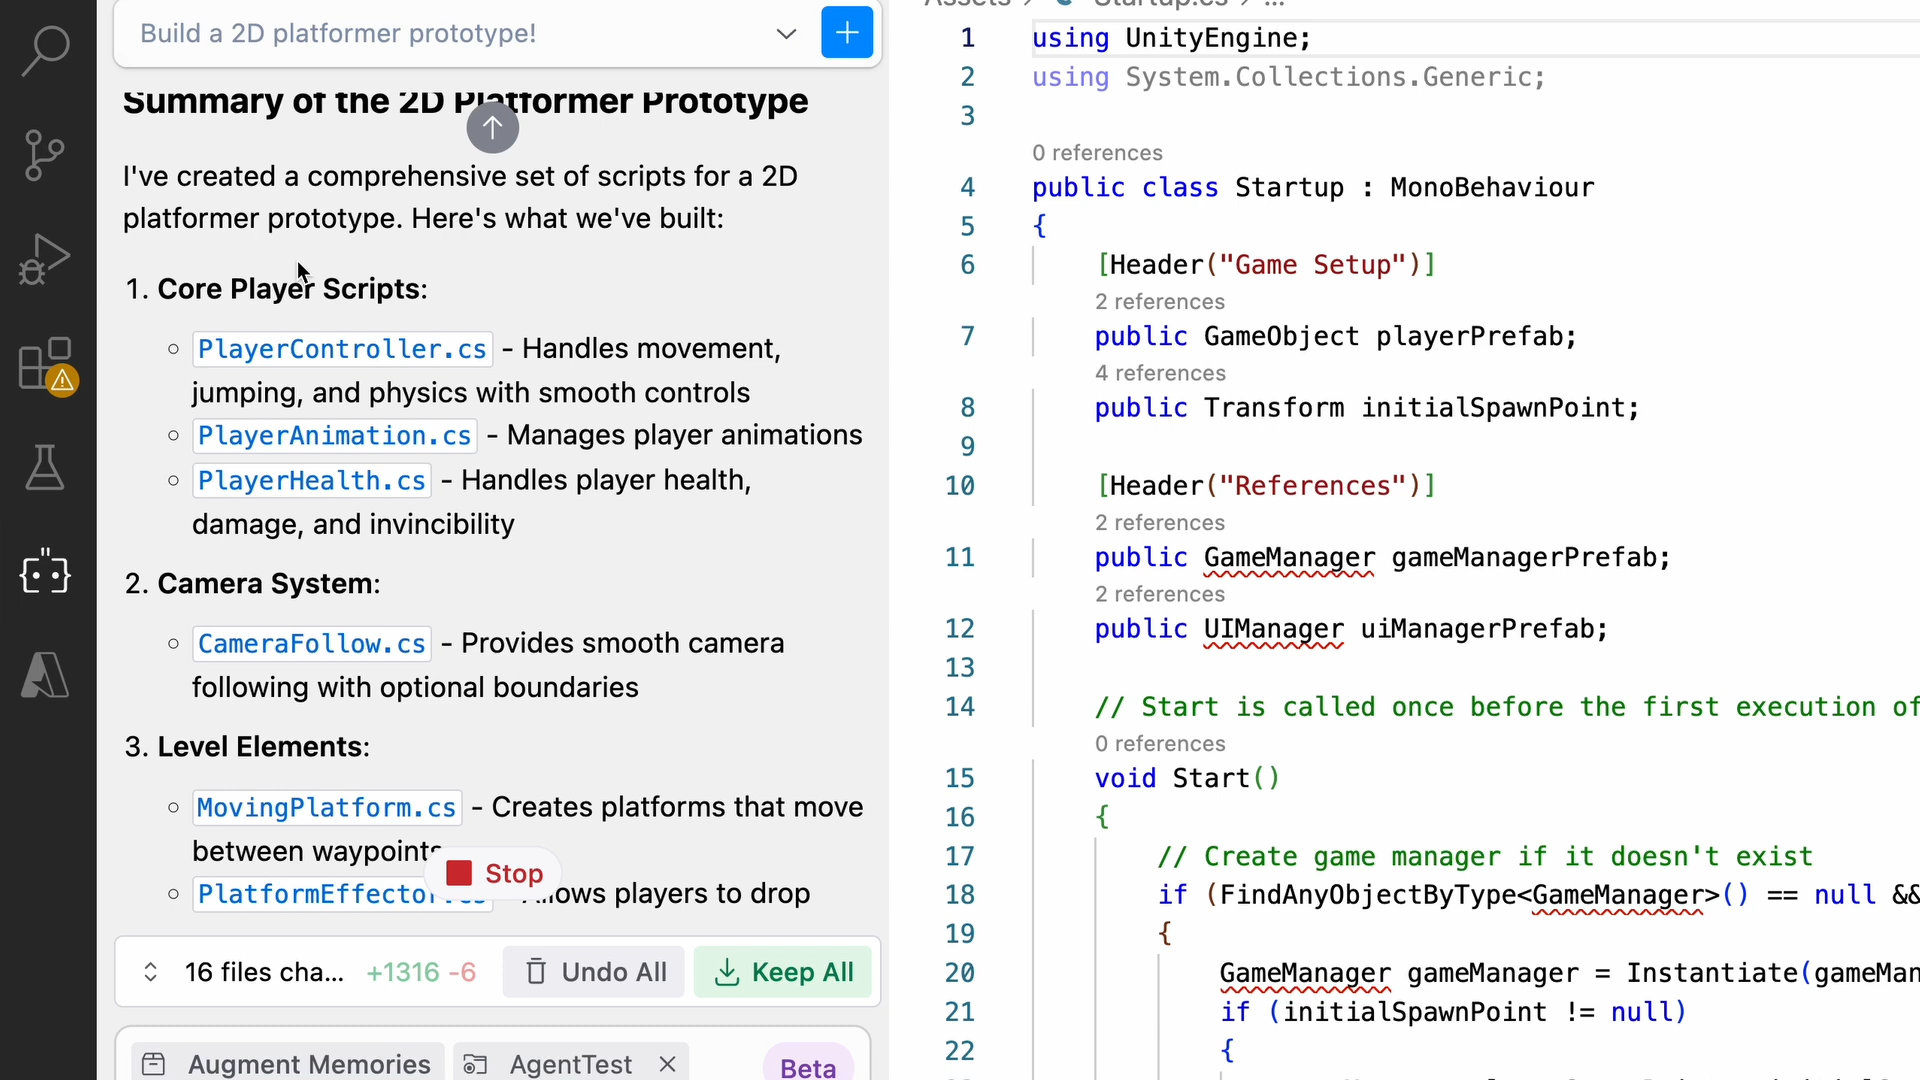 Build a 2D platformer prototype!
Summary of the 2D Platformer Prototype
I've created a comprehensive set of scripts for a 2D
platformer prototype. Here's what we've built:
1. Core Player Scripts:
PlayerController.cs - Handles movement,
jumping, and physics with smooth controls
PlayerAnimation.cs - Manages player animations
PlayerHealth.cs - Handles player health,
damage, and invincibility
2. Camera System:
CameraFollow.cs - Provides smooth camera
following with optional boundaries
3. Level Elements:
MovingPlatform.cs - Creates platforms that move
between waypoints
Stop
PlatformEffector.cs - Allows players to drop
16 files cha... +1316 -6 Undo All Keep All
Augment Memories AgentTest Beta
Assets > Startup.cs > ...
1 using UnityEngine;
2 using System.Collections.Generic;
3
0 references
4 public class Startup : MonoBehaviour
5 {
6 [Header("Game Setup")]
2 references
7 public GameObject playerPrefab;
4 references
8 public Transform initialSpawnPoint;
9
10 [Header("References")]
2 references
11 public GameManager gameManagerPrefab;
2 references
12 public UIManager uiManagerPrefab;
13
14 // Start is called once before the first execution of
0 references
15 void Start()
16 {
17 // Create game manager if it doesn't exist
18 if (FindAnyObjectByType<GameManager>() == null &&
19 {
20 GameManager gameManager = Instantiate(gameMan
21 if (initialSpawnPoint != null)
22 {